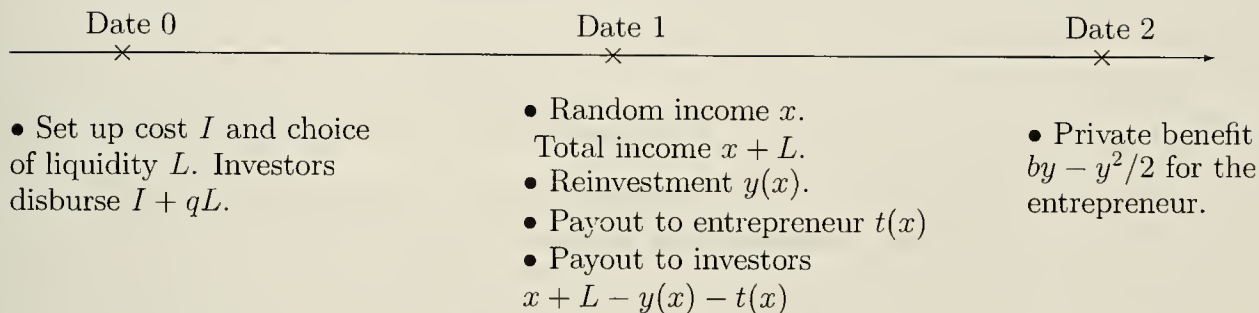 Date 0
Date 1
Date 2
• Set up cost I and choice
of liquidity L. Investors
disburse I + qL.
• Random income x.
Total income x + L.
• Reinvestment y(x).
• Payout to entrepreneur t(x)
• Payout to investors
x + L − y(x) − t(x)
• Private benefit
by − y²/2 for the
entrepreneur.